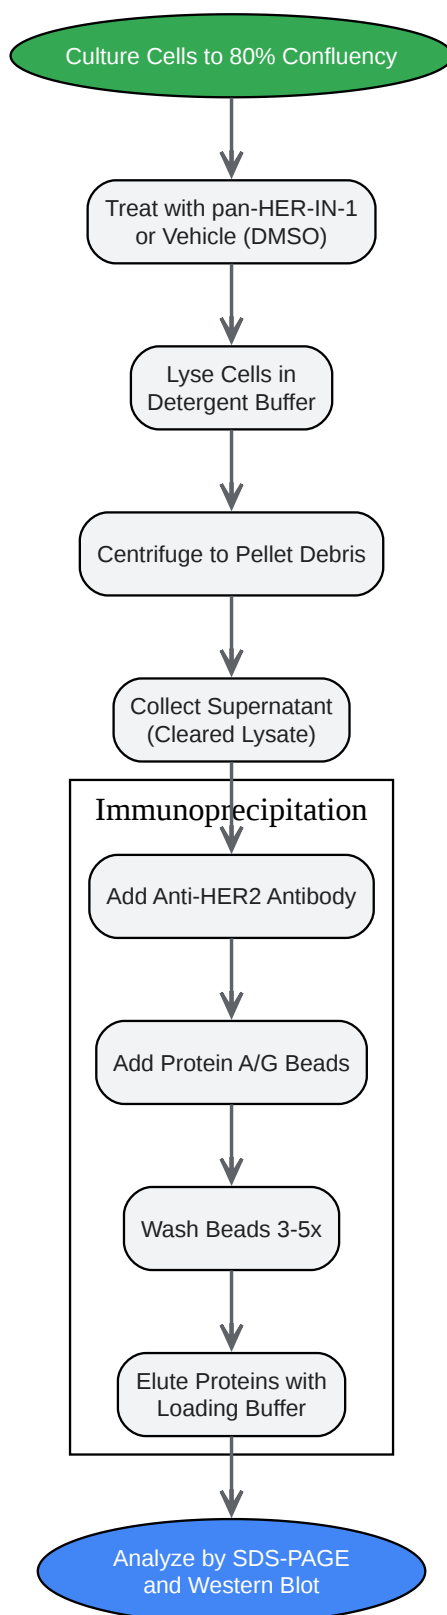 Culture Cells to 80% Confluency
Treat with pan-HER-IN-1
or Vehicle (DMSO)
Lyse Cells in
Detergent Buffer
Centrifuge to Pellet Debris
Collect Supernatant
(Cleared Lysate)
Immunoprecipitation
Add Anti-HER2 Antibody
Add Protein A/G Beads
Wash Beads 3-5x
Elute Proteins with
Loading Buffer
Analyze by SDS-PAGE
and Western Blot